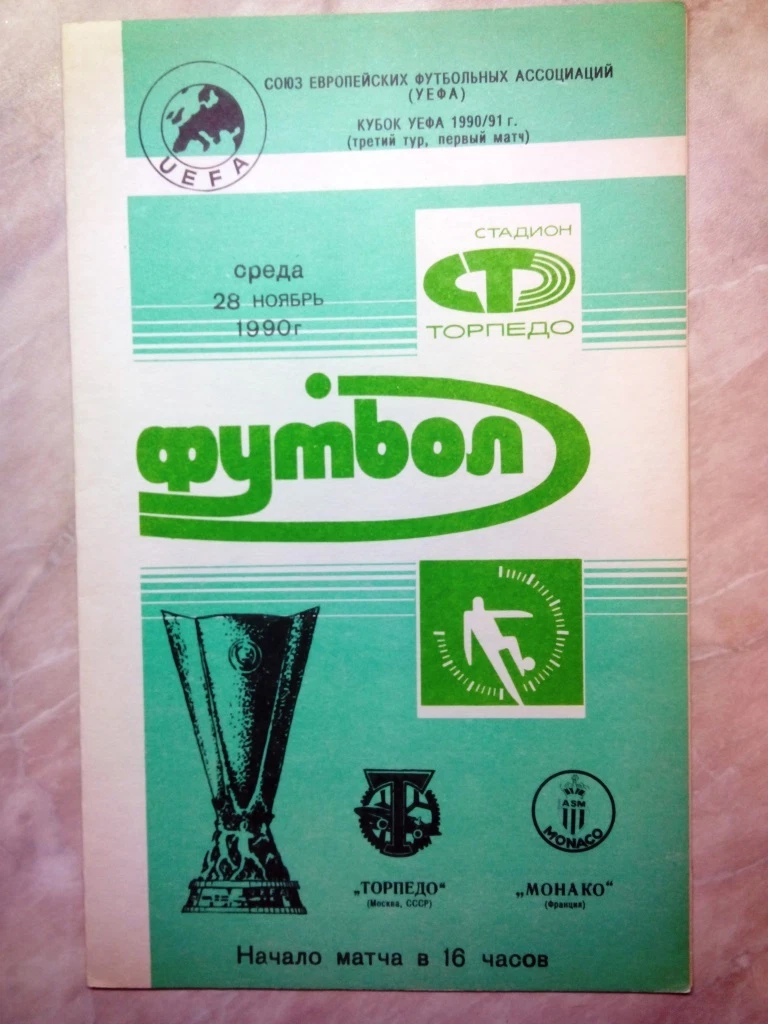 СОЮЗ ЕВРОПЕЙСКИХ ФУТБОЛЬНЫХ АССОЦИАЦИЙ
(УЕФА)
КУБОК УЕФА 1990/91 г.
(третий тур, первый матч)
UEFA
СТАДИОН
СТ
ТОРПЕДО
среда
28 НОЯБРЬ
1990г
футбол
Т
ASM
MONACO
„ТОРПЕДО"
(Москва, СССР)
„МОНАКО"
(Франция)
Начало матча в 16 часов